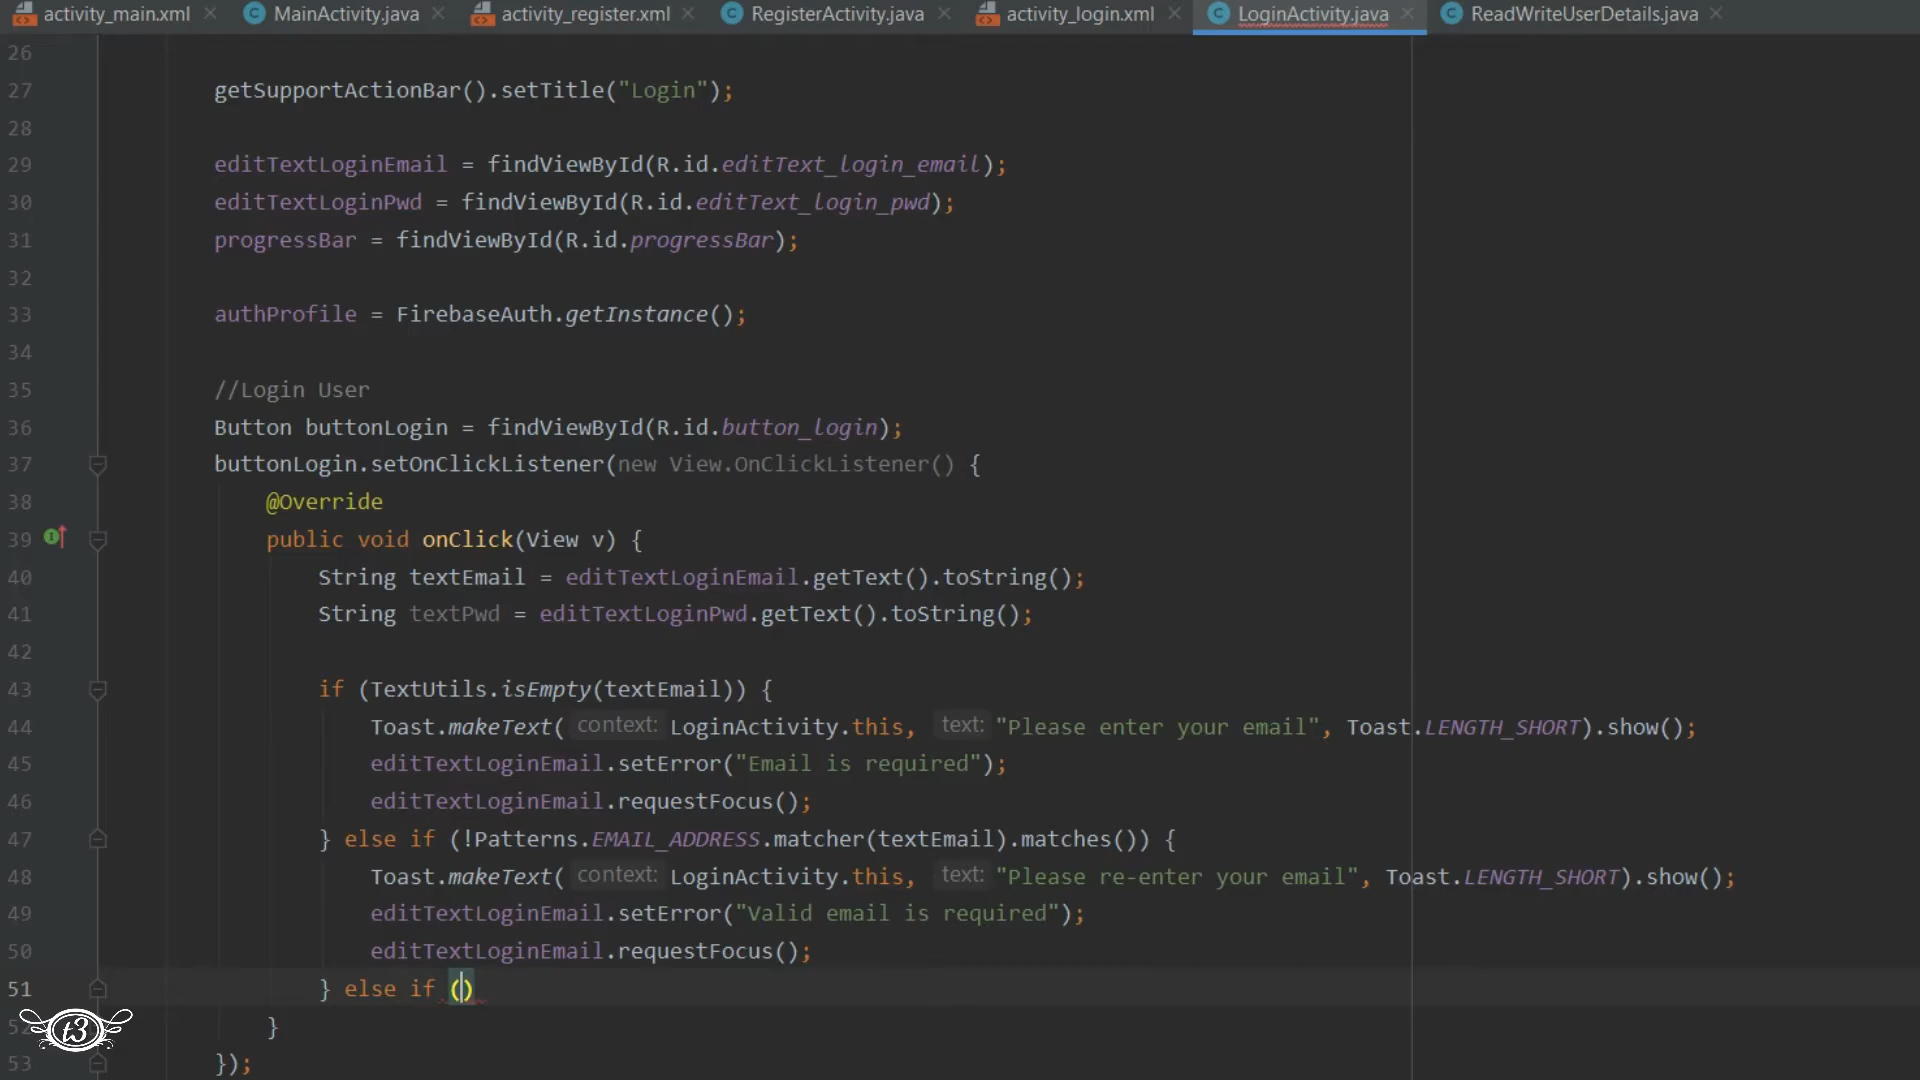 activity_main.xml MainActivity.java activity_register.xml RegisterActivity.java activity_login.xml LoginActivity.java ReadWriteUserDetails.java
26
27 getSupportActionBar().setTitle("Login");
28
29 editTextLoginEmail = findViewById(R.id.editText_login_email);
30 editTextLoginPwd = findViewById(R.id.editText_login_pwd);
31 progressBar = findViewById(R.id.progressBar);
32
33 authProfile = FirebaseAuth.getInstance();
34
35 //Login User
36 Button buttonLogin = findViewById(R.id.button_login);
37 buttonLogin.setOnClickListener(new View.OnClickListener() {
38 @Override
39 public void onClick(View v) {
40 String textEmail = editTextLoginEmail.getText().toString();
41 String textPwd = editTextLoginPwd.getText().toString();
42
43 if (TextUtils.isEmpty(textEmail)) {
44 Toast.makeText( context: LoginActivity.this, text: "Please enter your email", Toast.LENGTH_SHORT).show();
45 editTextLoginEmail.setError("Email is required");
46 editTextLoginEmail.requestFocus();
47 } else if (!Patterns.EMAIL_ADDRESS.matcher(textEmail).matches()) {
48 Toast.makeText( context: LoginActivity.this, text: "Please re-enter your email", Toast.LENGTH_SHORT).show();
49 editTextLoginEmail.setError("Valid email is required");
50 editTextLoginEmail.requestFocus();
51 } else if ()
52 }
t3
53 });